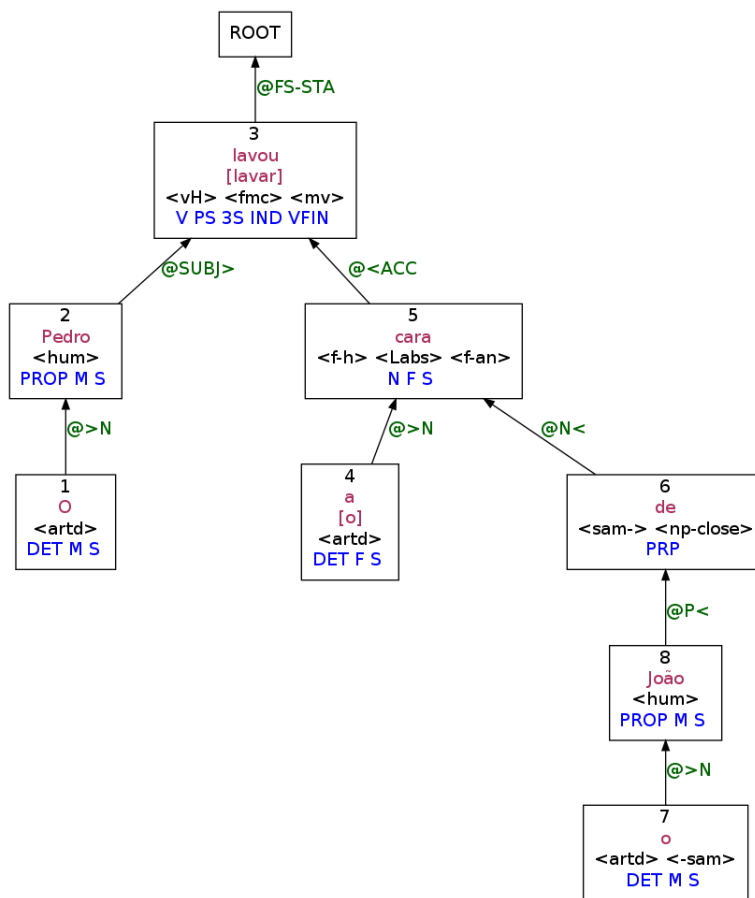 ROOT
@FS-STA
3
lavou
[lavar]
<vH> <fmc> <mv>
V PS 3S IND VFIN
@SUBJ>
@<ACC
2
Pedro
<hum>
PROP M S
5
cara
<f-h> <Labs> <f-an>
N F S
@>N
@>N
@N<
1
O
<artd>
DET M S
4
a
[o]
<artd>
DET F S
6
de
<sam-> <np-close>
PRP
@P<
8
João
<hum>
PROP M S
@>N
7
o
<artd> <-sam>
DET M S